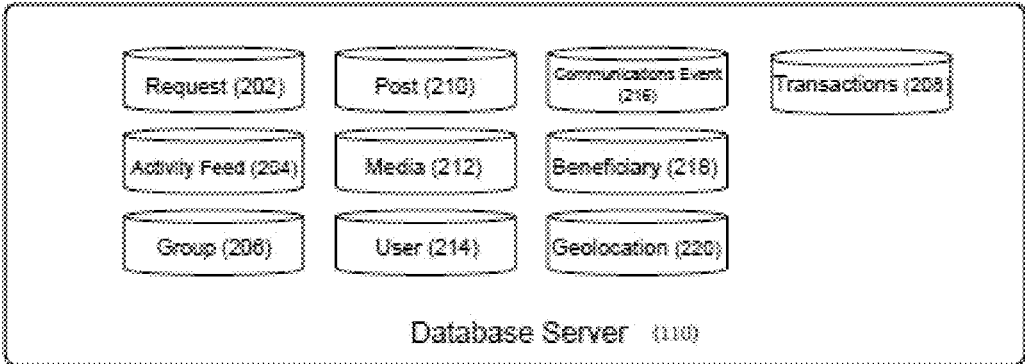 Request (202)
Post (210)
Communications Event
(216)
Transactions (208
Activity Feed (204)
Media (212)
Beneficiary (218)
Group (206)
User (214)
Geolocation (220)
Database Server (110)